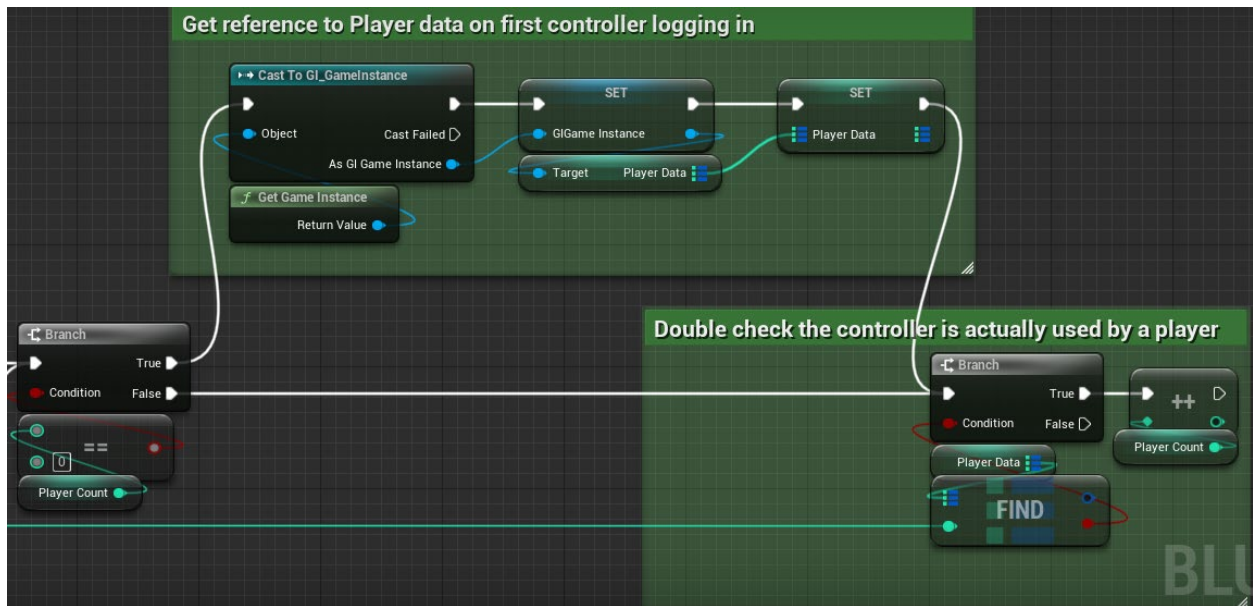 Get reference to Player data on first controller logging in
Cast To GI_GameInstance
Object
Cast Failed
As GI Game Instance
SET
GIGame Instance
SET
Player Data
Target
Player Data
f Get Game Instance
Return Value
Branch
True
Condition
False
==
0
Player Count
Double check the controller is actually used by a player
Branch
True
Condition
False
++
Player Count
Player Data
FIND
BLU